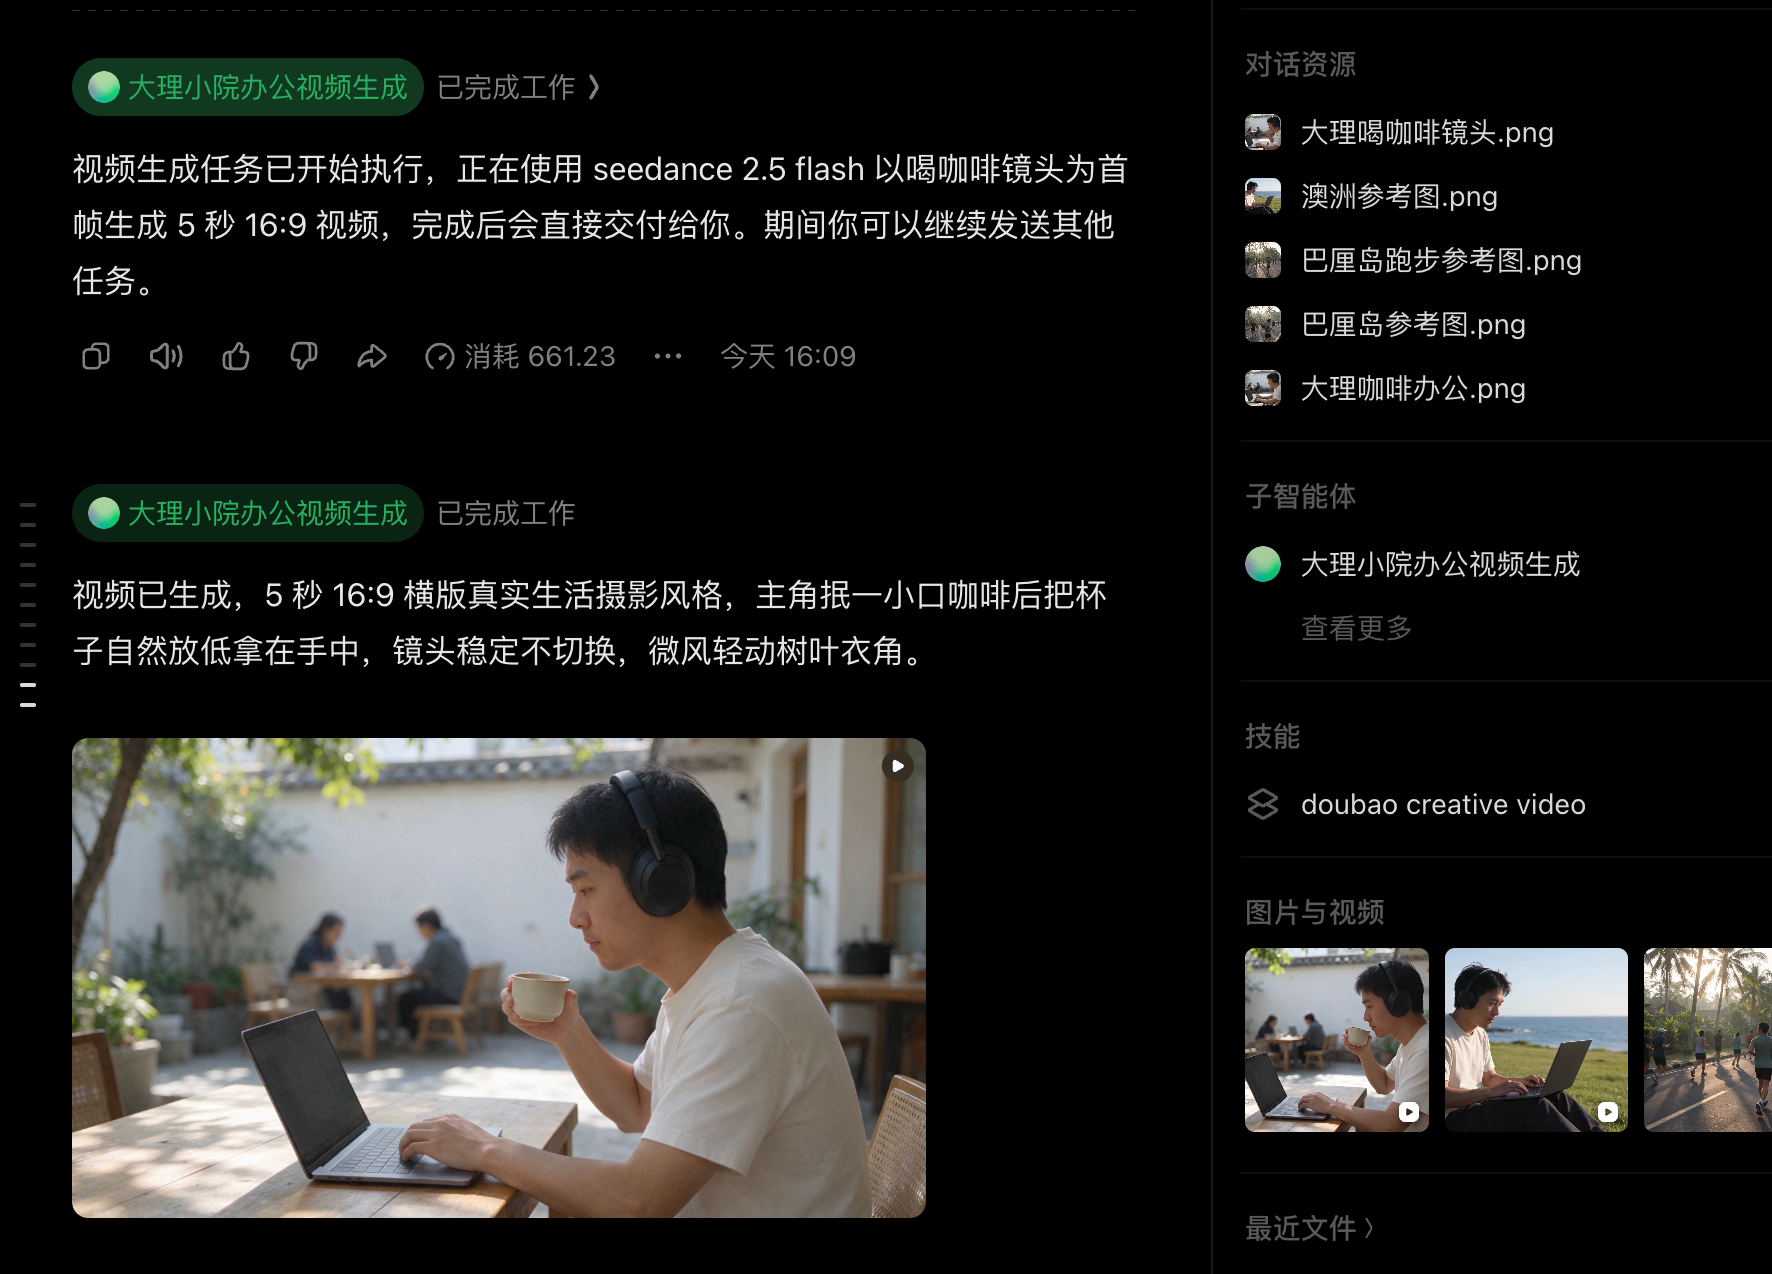 大理小院办公视频生成 已完成工作 〉
视频生成任务已开始执行，正在使用 seedance 2.5 flash 以喝咖啡镜头为首
帧生成 5 秒 16:9 视频，完成后会直接交付给你。期间你可以继续发送其他
任务。
消耗 661.23 ··· 今天 16:09
大理小院办公视频生成 已完成工作
视频已生成，5 秒 16:9 横版真实生活摄影风格，主角抿一小口咖啡后把杯
子自然放低拿在手中，镜头稳定不切换，微风轻动树叶衣角。
对话资源
大理喝咖啡镜头.png
澳洲参考图.png
巴厘岛跑步参考图.png
巴厘岛参考图.png
大理咖啡办公.png
子智能体
大理小院办公视频生成
查看更多
技能
doubao creative video
图片与视频
最近文件 〉